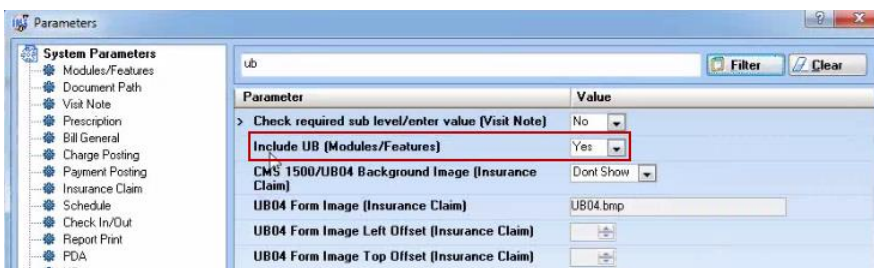 Parameters
System Parameters
Modules/Features
Document Path
Visit Note
Prescription
Bill General
Charge Posting
Payment Posting
Insurance Claim
Schedule
Check In/Out
Report Print
PDA
ub
Filter
Clear
Parameter Value
> Check required sub level/enter value (Visit Note) No
Include UB (Modules/Features) Yes
CMS 1500/UB04 Background Image (Insurance Dont Show
Claim)
UB04 Form Image (Insurance Claim) UB04.bmp
UB04 Form Image Left Offset (Insurance Claim)
UB04 Form Image Top Offset (Insurance Claim)